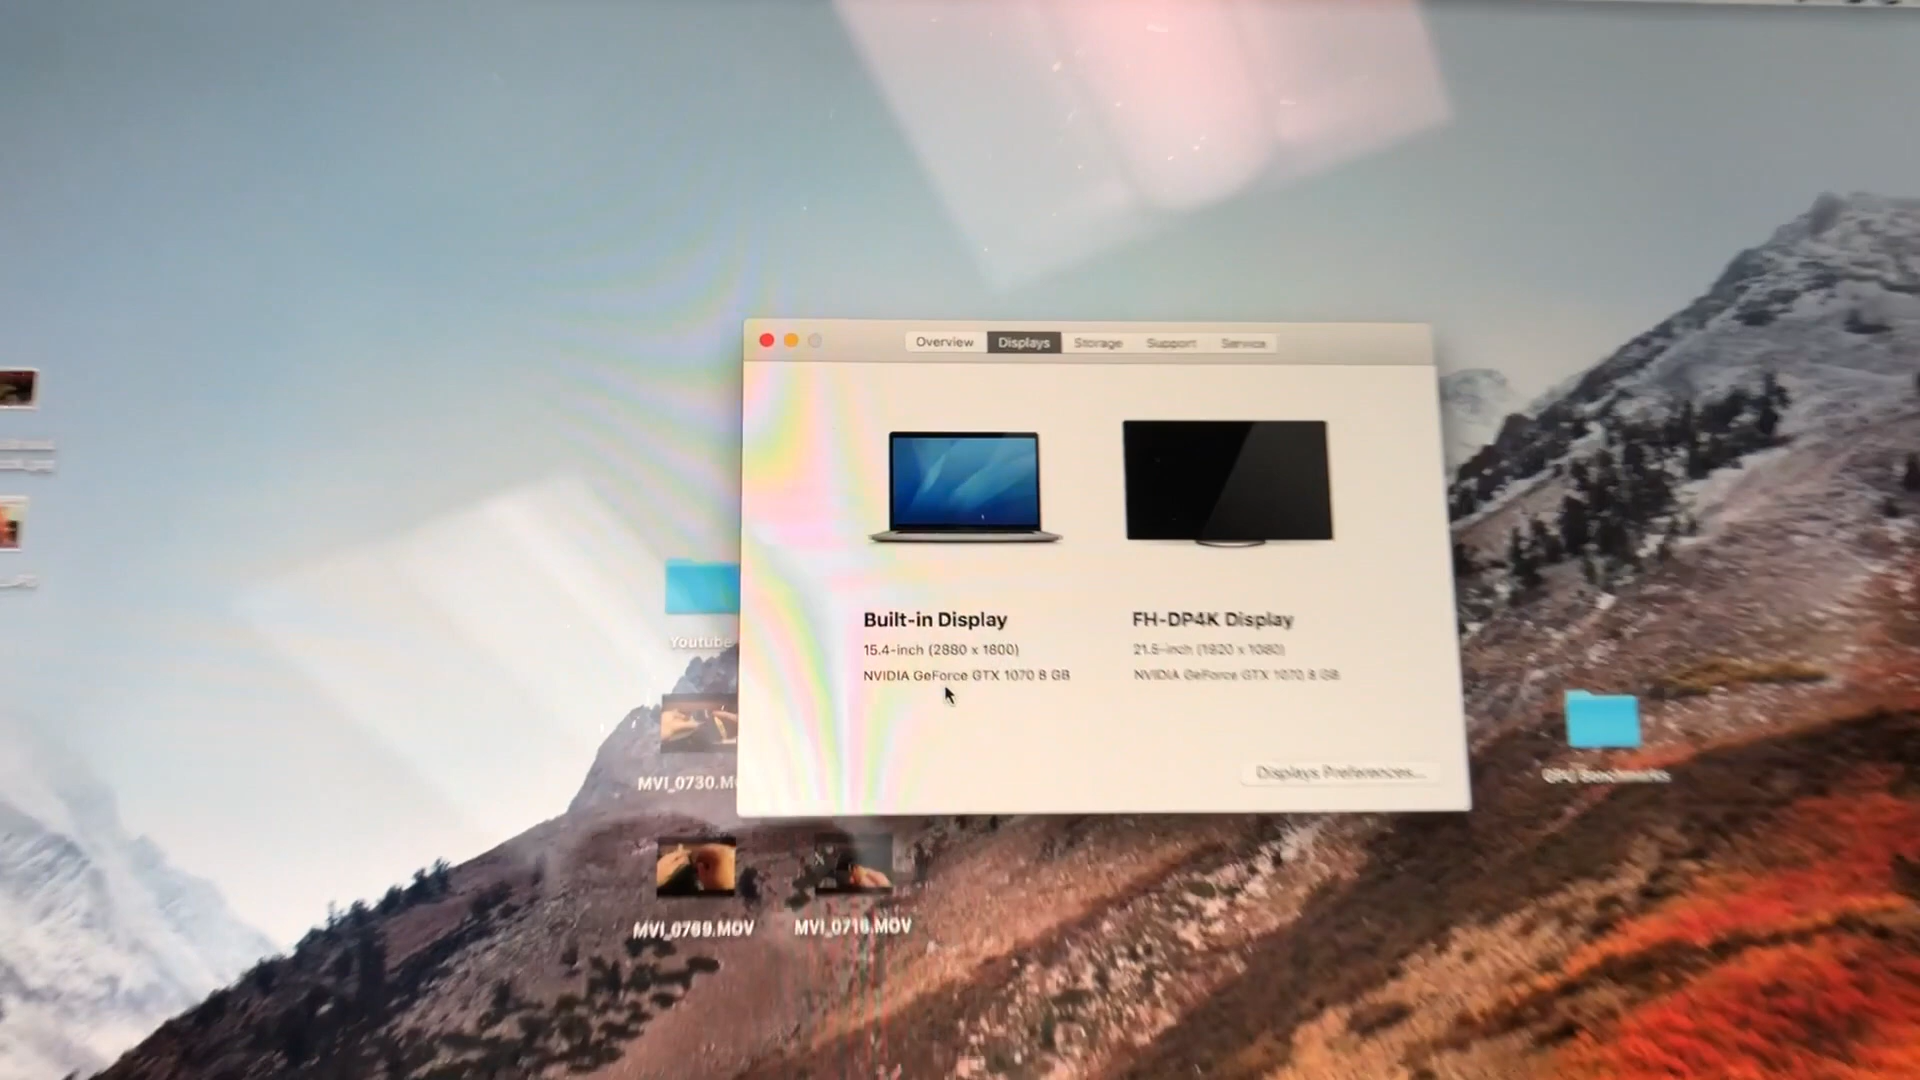 Overview
Displays
Storage
Support
Service
Built-in Display
15.4-inch (2880 x 1800)
NVIDIA GeForce GTX 1070 8 GB
FH-DP4K Display
21.5-inch (1920 x 1080)
NVIDIA GeForce GTX 1070 8 GB
Displays Preferences...
Youtube
MVI_0730.M
MVI_0769.MOV
MVI_0716.MOV